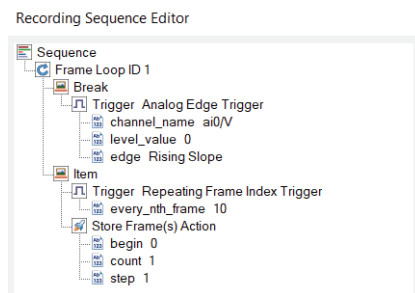 Recording Sequence Editor
Sequence
Frame Loop ID 1
Break
Trigger Analog Edge Trigger
channel_name ai0/V
level_value 0
edge Rising Slope
Item
Trigger Repeating Frame Index Trigger
every_nth_frame 10
Store Frame(s) Action
begin 0
count 1
step 1